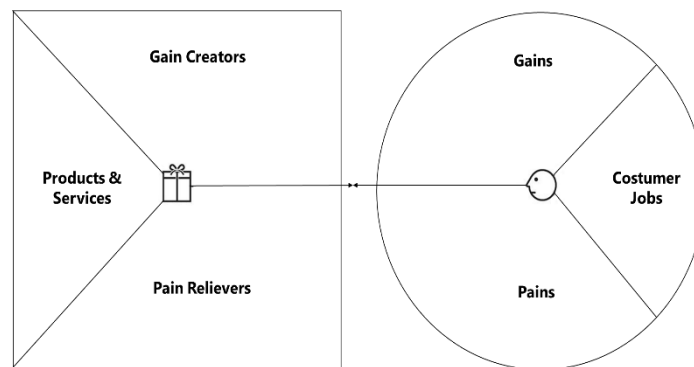 Gain Creators
Gains
Products &
Services
Costumer
Jobs
Pain Relievers
Pains